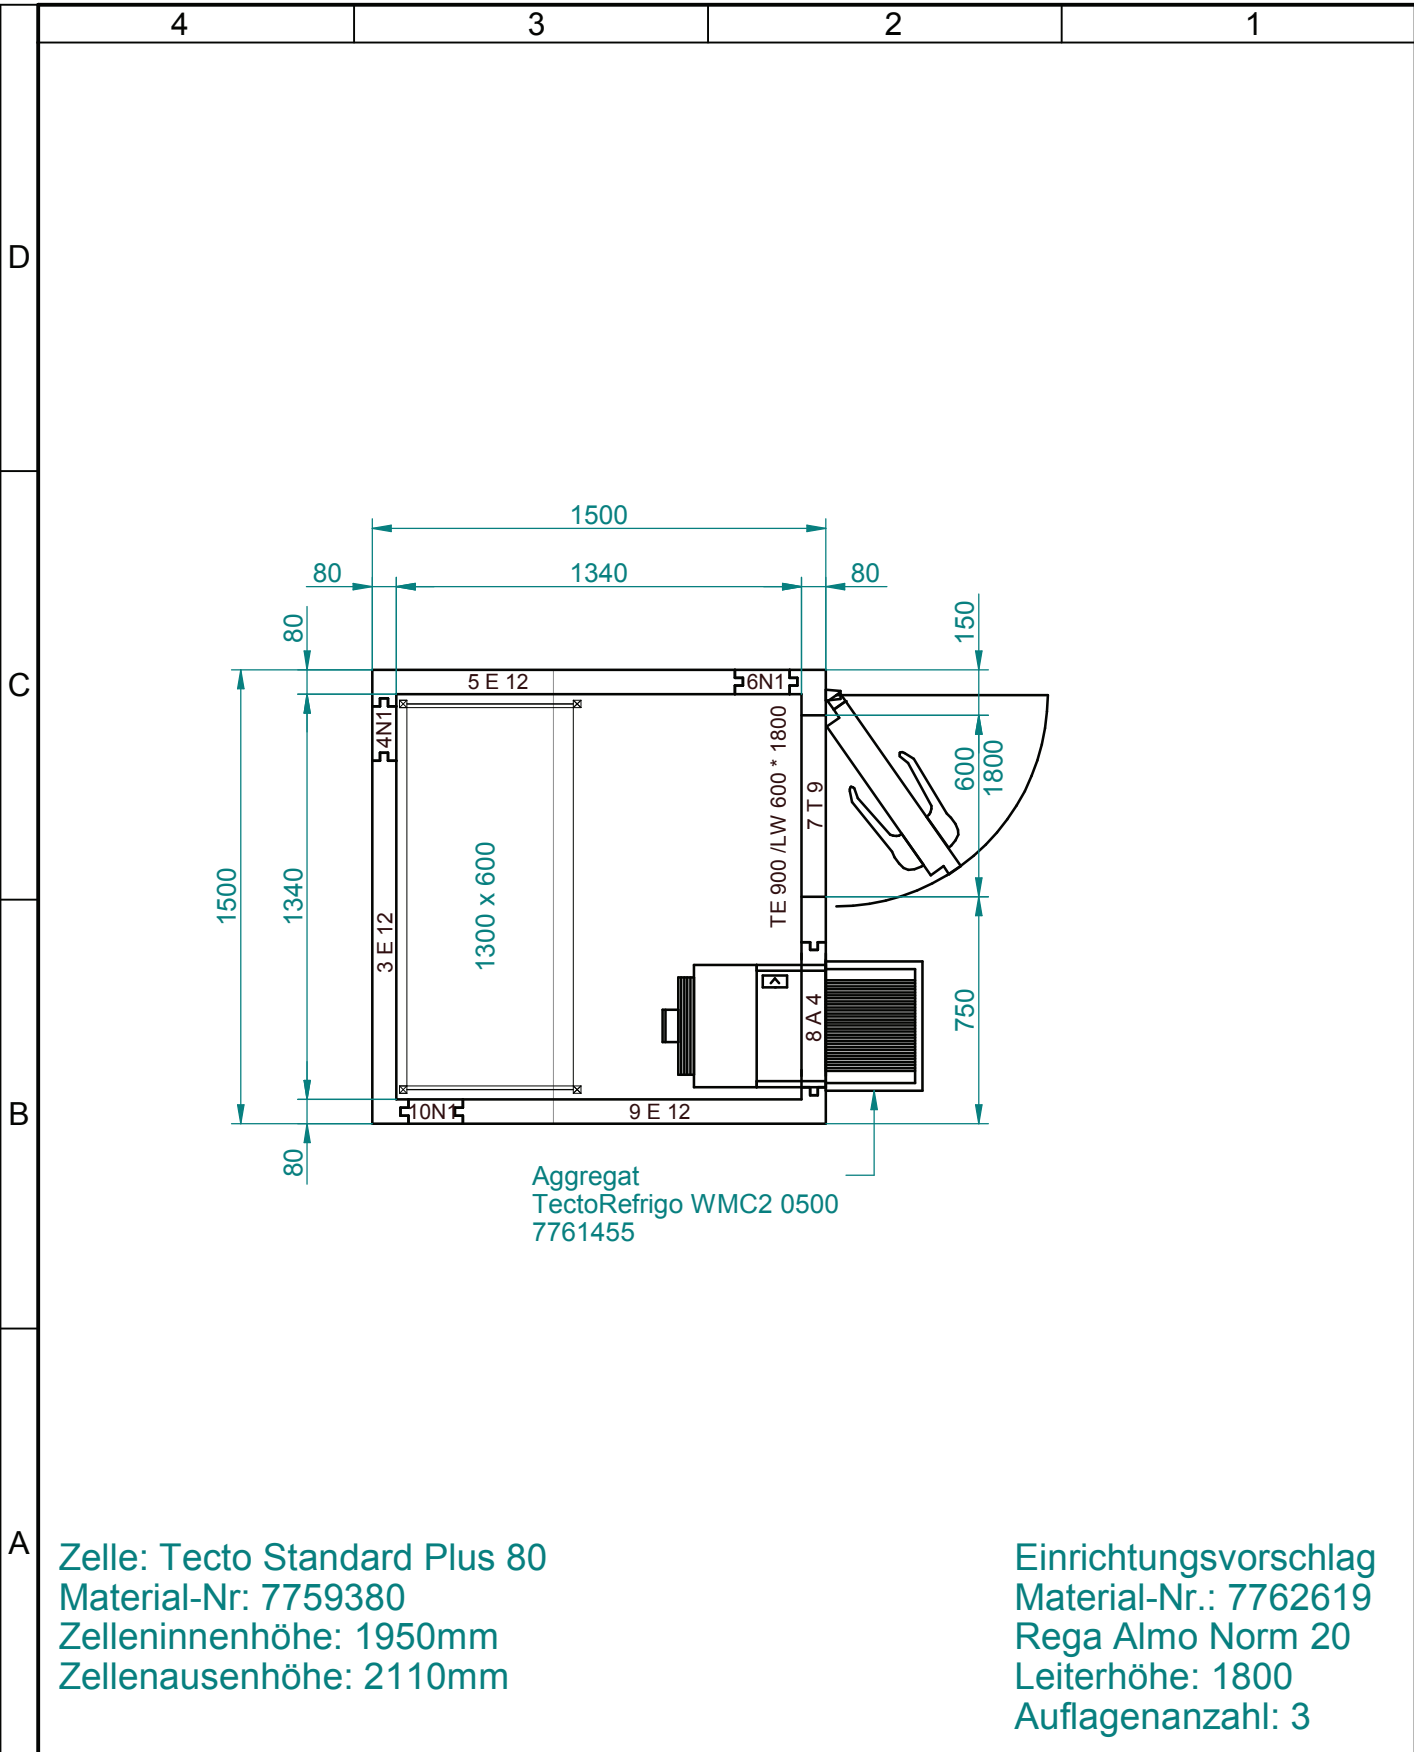 4 3 2 1
D
C
B
A
1500
80 1340 80
80
150
5 E 12
6N1
4N1
TE 900 /LW 600 * 1800
7 T 9
600
1800
1500
1340
1300 x 600
3 E 12
8 A 4
750
10N1
9 E 12
80
Aggregat
TectoRefrigo WMC2 0500
7761455
Zelle: Tecto Standard Plus 80
Material-Nr: 7759380
Zelleninnenhöhe: 1950mm
Zellenausenhöhe: 2110mm
Einrichtungsvorschlag
Material-Nr.: 7762619
Rega Almo Norm 20
Leiterhöhe: 1800
Auflagenanzahl: 3